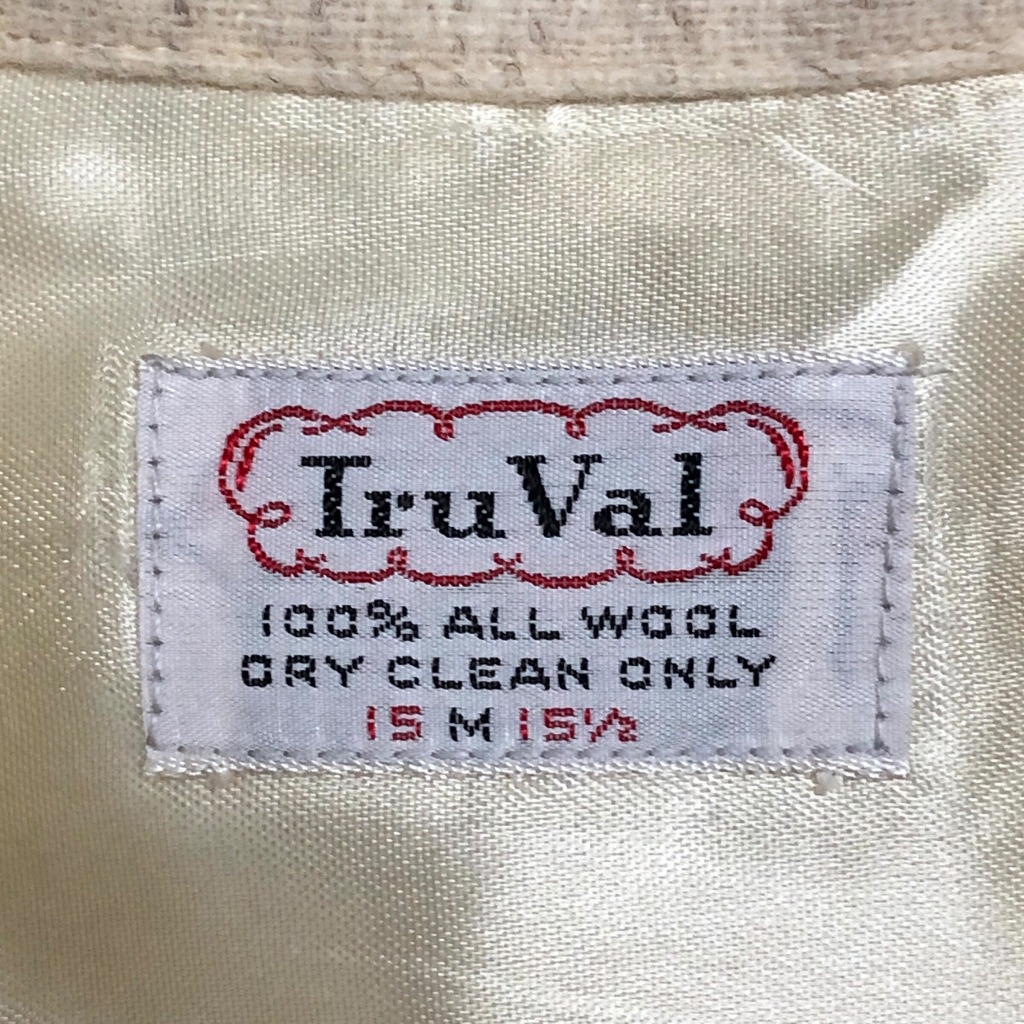 TruVal
100% ALL WOOL
DRY CLEAN ONLY
15 M 15½